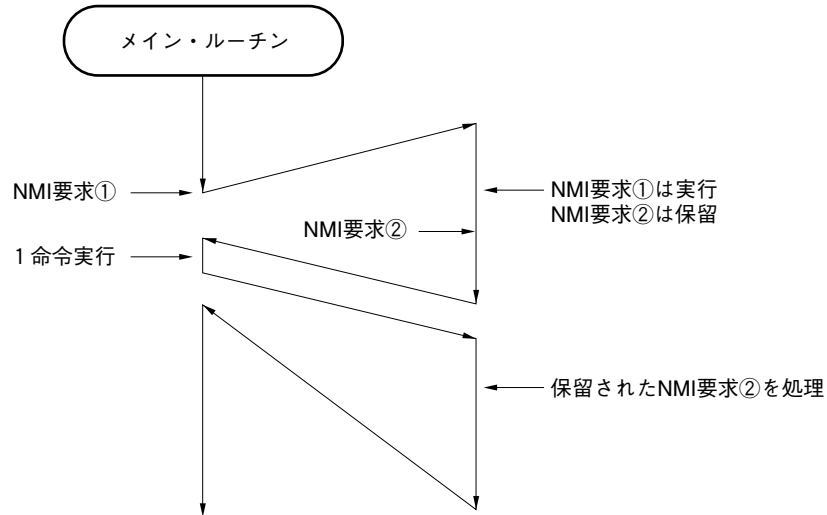 メイン・ルーチン
NMI要求①
NMI要求①は実行
NMI要求②は保留
NMI要求②
1 命令実行
保留されたNMI要求②を処理